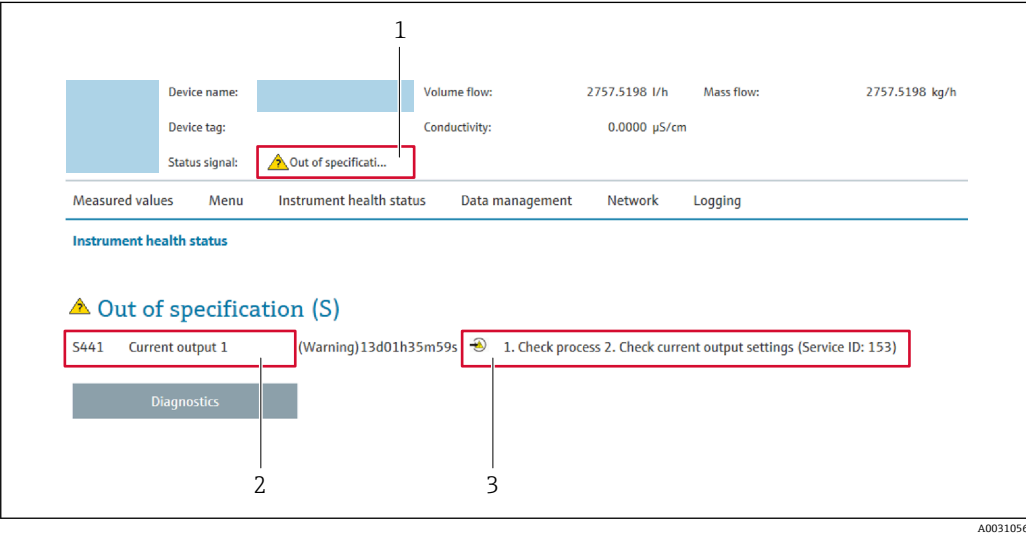 1
Device name: Volume flow: 2757.5198 l/h Mass flow: 2757.5198 kg/h
Device tag: Conductivity: 0.0000 µS/cm
Status signal: Out of specificati...
Measured values Menu Instrument health status Data management Network Logging
Instrument health status
Out of specification (S)
S441 Current output 1 (Warning)13d01h35m59s 1. Check process 2. Check current output settings (Service ID: 153)
Diagnostics
2 3
A0031056